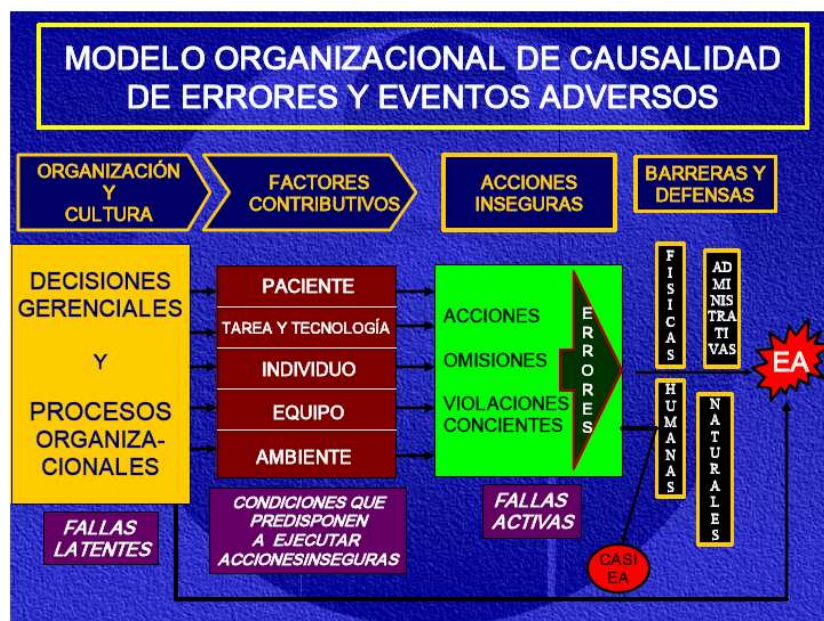 MODELO ORGANIZACIONAL DE CAUSALIDAD
DE ERRORES Y EVENTOS ADVERSOS
ORGANIZACIÓN
Y
CULTURA
FACTORES
CONTRIBUTIVOS
ACCIONES
INSEGURAS
BARRERAS Y
DEFENSAS
DECISIONES
GERENCIALES
Y
PROCESOS
ORGANIZA-
CIONALES
PACIENTE
TAREA Y TECNOLOGÍA
INDIVIDUO
EQUIPO
AMBIENTE
ACCIONES
OMISIONES
VIOLACIONES
CONCIENTES
ERRORES
FISICAS
AD
MI
NIS
TRA
TI
VAS
HUMANAS
NATURALES
EA
FALLAS
LATENTES
CONDICIONES QUE
PREDISPONEN
A EJECUTAR
ACCIONESINSEGURAS
FALLAS
ACTIVAS
CASI
EA